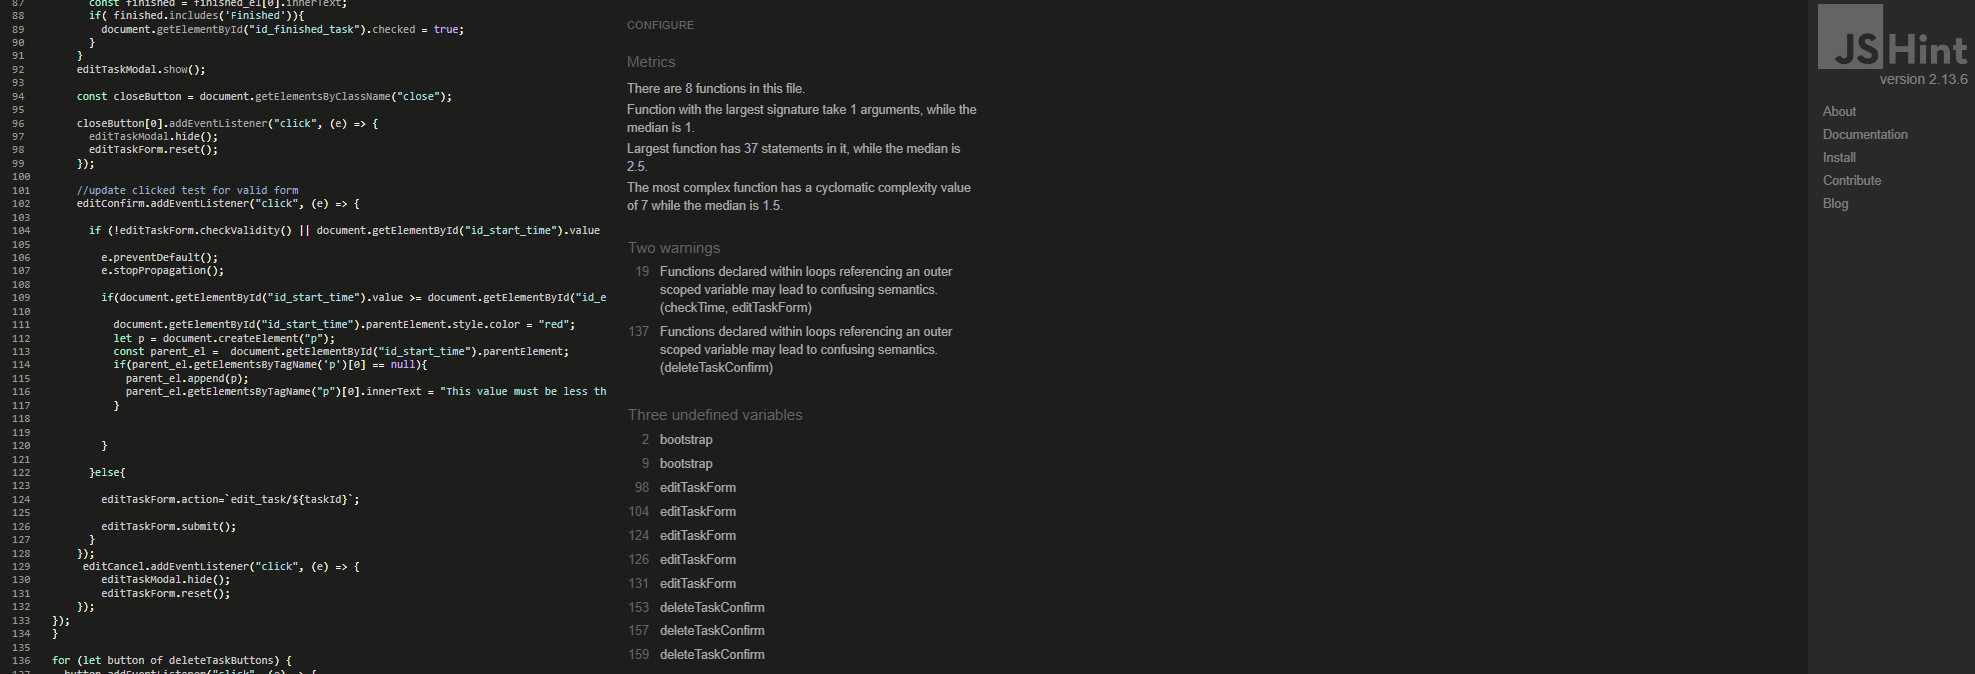 87 const finished = finished_el[0].innerText;
88 if( finished.includes('Finished')){
89 document.getElementById("id_finished_task").checked = true;
90 }
91 }
92 editTaskModal.show();
93
94 const closeButton = document.getElementsByClassName("close");
95
96 closeButton[0].addEventListener("click", (e) => {
97 editTaskModal.hide();
98 editTaskForm.reset();
99 });
100
101 //update clicked test for valid form
102 editConfirm.addEventListener("click", (e) => {
103
104 if (!editTaskForm.checkValidity() || document.getElementById("id_start_time").value
105
106 e.preventDefault();
107 e.stopPropagation();
108
109 if(document.getElementById("id_start_time").value >= document.getElementById("id_e
110
111 document.getElementById("id_start_time").parentElement.style.color = "red";
112 let p = document.createElement("p");
113 const parent_el =  document.getElementById("id_start_time").parentElement;
114 if(parent_el.getElementsByTagName('p')[0] == null){
115 parent_el.append(p);
116 parent_el.getElementsByTagName("p")[0].innerText = "This value must be less th
117 }
118
119
120 }
121
122 }else{
123
124 editTaskForm.action=`edit_task/${taskId}`;
125
126 editTaskForm.submit();
127 }
128 });
129 editCancel.addEventListener("click", (e) => {
130 editTaskModal.hide();
131 editTaskForm.reset();
132 });
133 });
134 }
135
136 for (let button of deleteTaskButtons) {
137 button.addEventListener("click", (e) => {
CONFIGURE
Metrics
There are 8 functions in this file.
Function with the largest signature take 1 arguments, while the
median is 1.
Largest function has 37 statements in it, while the median is
2.5.
The most complex function has a cyclomatic complexity value
of 7 while the median is 1.5.
Two warnings
19 Functions declared within loops referencing an outer
scoped variable may lead to confusing semantics.
(checkTime, editTaskForm)
137 Functions declared within loops referencing an outer
scoped variable may lead to confusing semantics.
(deleteTaskConfirm)
Three undefined variables
2 bootstrap
9 bootstrap
98 editTaskForm
104 editTaskForm
124 editTaskForm
126 editTaskForm
131 editTaskForm
153 deleteTaskConfirm
157 deleteTaskConfirm
159 deleteTaskConfirm
JSHint
version 2.13.6
About
Documentation
Install
Contribute
Blog